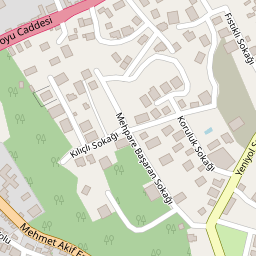 oyu Caddesi
Fıstıklı Sokağı
Kılıçlı Sokağı
Mehpare Başaran Sokağı
Koruluk Sokağı
Yeniyol S
Mehmet Akif E
olu